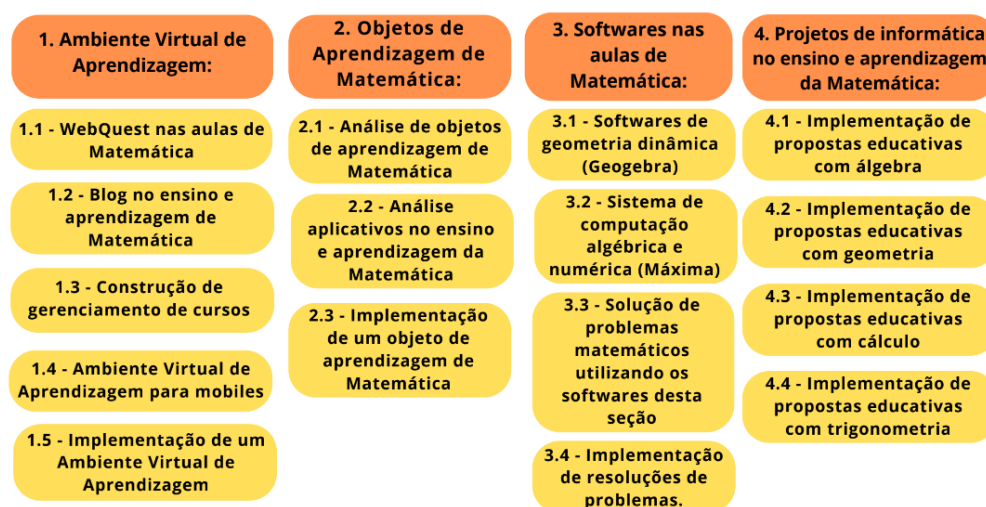 1. Ambiente Virtual de
Aprendizagem:
1.1 - WebQuest nas aulas de
Matemática
1.2 - Blog no ensino e
aprendizagem de
Matemática
1.3 - Construção de
gerenciamento de cursos
1.4 - Ambiente Virtual de
Aprendizagem para mobiles
1.5 - Implementação de um
Ambiente Virtual de
Aprendizagem
2. Objetos de
Aprendizagem de
Matemática:
2.1 - Análise de objetos
de aprendizagem de
Matemática
2.2 - Análise
aplicativos no ensino
e aprendizagem da
Matemática
2.3 - Implementação
de um objeto de
aprendizagem de
Matemática
3. Softwares nas
aulas de
Matemática:
3.1 - Softwares de
geometria dinâmica
(Geogebra)
3.2 - Sistema de
computação
algébrica e
numérica (Máxima)
3.3 - Solução de
problemas
matemáticos
utilizando os
softwares desta
seção
3.4 - Implementação
de resoluções de
problemas.
4. Projetos de informática
no ensino e aprendizagem
da Matemática:
4.1 - Implementação de
propostas educativas
com álgebra
4.2 - Implementação de
propostas educativas
com geometria
4.3 - Implementação de
propostas educativas
com cálculo
4.4 - Implementação de
propostas educativas
com trigonometria